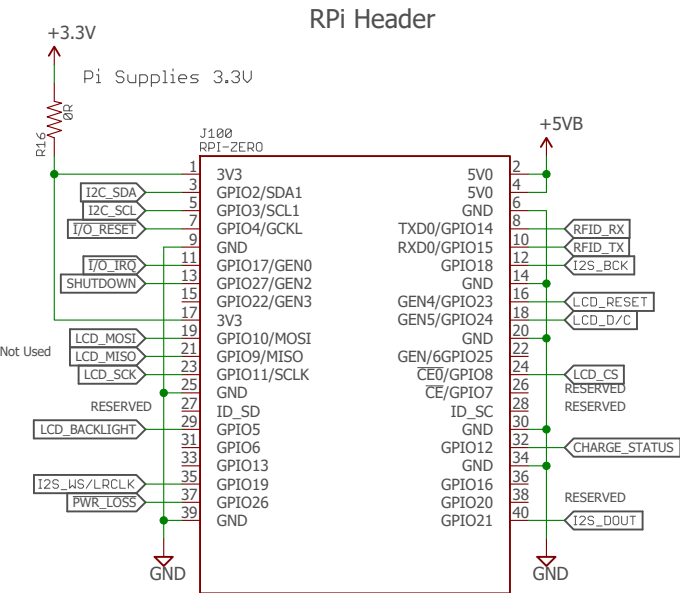 RPi Header
+3.3V
Pi Supplies 3.3V
R16
0R
+5VB
J100
RPI-ZERO
1 3V3 5V0 2
I2C_SDA 3 GPIO2/SDA1 5V0 4
I2C_SCL 5 GPIO3/SCL1 GND 6
I/O_RESET 7 GPIO4/GCKL TXD0/GPIO14 8 RFID_RX
9 GND RXD0/GPIO15 10 RFID_TX
I/O_IRQ 11 GPIO17/GEN0 GPIO18 12 I2S_BCK
SHUTDOWN 13 GPIO27/GEN2 GND 14
15 GPIO22/GEN3 GEN4/GPIO23 16 LCD_RESET
17 3V3 GEN5/GPIO24 18 LCD_D/C
LCD_MOSI 19 GPIO10/MOSI GND 20
Not Used LCD_MISO 21 GPIO9/MISO GEN/6GPIO25 22
LCD_SCK 23 GPIO11/SCLK CE0/GPIO8 24 LCD_CS
25 GND CE/GPIO7 26 RESERVED
RESERVED 27 ID_SD ID_SC 28 RESERVED
LCD_BACKLIGHT 29 GPIO5 GND 30
31 GPIO6 GPIO12 32 CHARGE_STATUS
33 GPIO13 GND 34
I2S_WS/LRCLK 35 GPIO19 GPIO16 36
PWR_LOSS 37 GPIO26 GPIO20 38 RESERVED
39 GND GPIO21 40 I2S_DOUT
GND GND